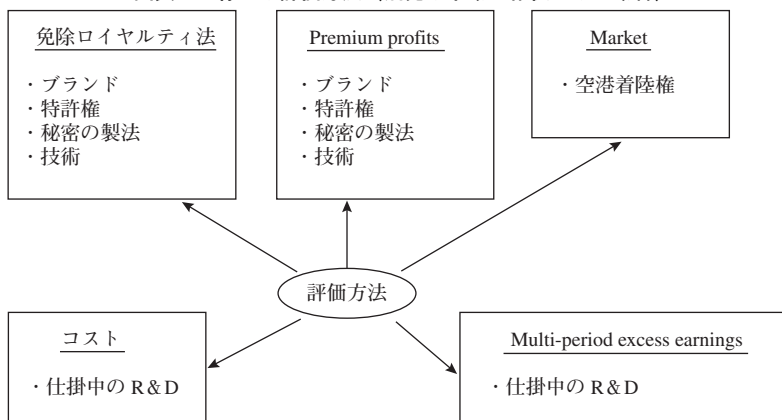 免除ロイヤルティ法
・ブランド
・特許権
・秘密の製法
・技術
Premium profits
・ブランド
・特許権
・秘密の製法
・技術
Market
・空港着陸権
評価方法
コスト
・仕掛中の R&D
Multi-period excess earnings
・仕掛中の R&D